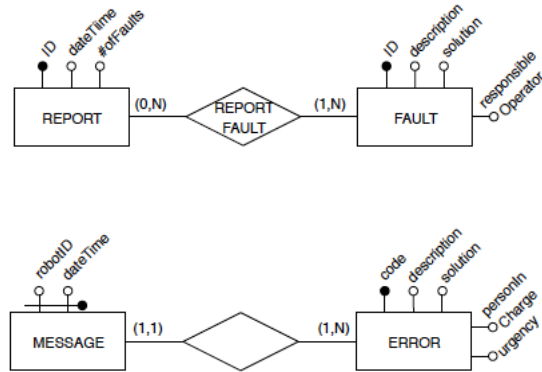 ID
dateTiime
#ofFaults
ID
description
solution
responsible
Operator
REPORT
(0,N)
REPORT
FAULT
(1,N)
FAULT
robotID
dateTime
code
description
solution
personIn
Charge
urgency
MESSAGE
(1,1)
(1,N)
ERROR